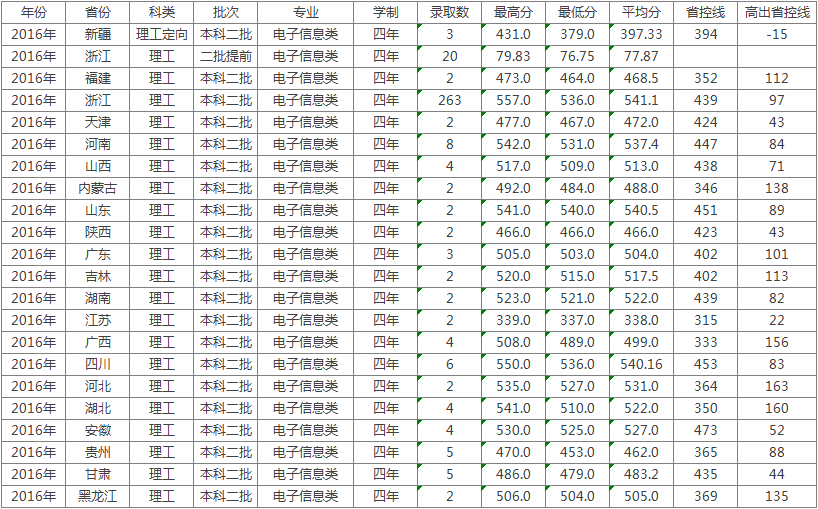 年份 省份 科类 批次 专业 学制 录取数 最高分 最低分 平均分 省控线 高出省控线
2016年 新疆 理工定向 本科二批 电子信息类 四年 3 431.0 379.0 397.33 394 -15
2016年 浙江 理工 二批提前 电子信息类 四年 20 79.83 76.75 77.87
2016年 福建 理工 本科二批 电子信息类 四年 2 473.0 464.0 468.5 352 112
2016年 浙江 理工 本科二批 电子信息类 四年 263 557.0 536.0 541.1 439 97
2016年 天津 理工 本科二批 电子信息类 四年 2 477.0 467.0 472.0 424 43
2016年 河南 理工 本科二批 电子信息类 四年 8 542.0 531.0 537.4 447 84
2016年 山西 理工 本科二批 电子信息类 四年 4 517.0 509.0 513.0 438 71
2016年 内蒙古 理工 本科二批 电子信息类 四年 2 492.0 484.0 488.0 346 138
2016年 山东 理工 本科二批 电子信息类 四年 2 541.0 540.0 540.5 451 89
2016年 陕西 理工 本科二批 电子信息类 四年 2 466.0 466.0 466.0 423 43
2016年 广东 理工 本科二批 电子信息类 四年 3 505.0 503.0 504.0 402 101
2016年 吉林 理工 本科二批 电子信息类 四年 2 520.0 515.0 517.5 402 113
2016年 湖南 理工 本科二批 电子信息类 四年 2 523.0 521.0 522.0 439 82
2016年 江苏 理工 本科二批 电子信息类 四年 2 339.0 337.0 338.0 315 22
2016年 广西 理工 本科二批 电子信息类 四年 4 508.0 489.0 499.0 333 156
2016年 四川 理工 本科二批 电子信息类 四年 6 550.0 536.0 540.16 453 83
2016年 河北 理工 本科二批 电子信息类 四年 2 535.0 527.0 531.0 364 163
2016年 湖北 理工 本科二批 电子信息类 四年 4 541.0 510.0 522.0 350 160
2016年 安徽 理工 本科二批 电子信息类 四年 4 530.0 525.0 527.0 473 52
2016年 贵州 理工 本科二批 电子信息类 四年 5 470.0 453.0 462.0 365 88
2016年 甘肃 理工 本科二批 电子信息类 四年 5 486.0 479.0 483.2 435 44
2016年 黑龙江 理工 本科二批 电子信息类 四年 2 506.0 504.0 505.0 369 135